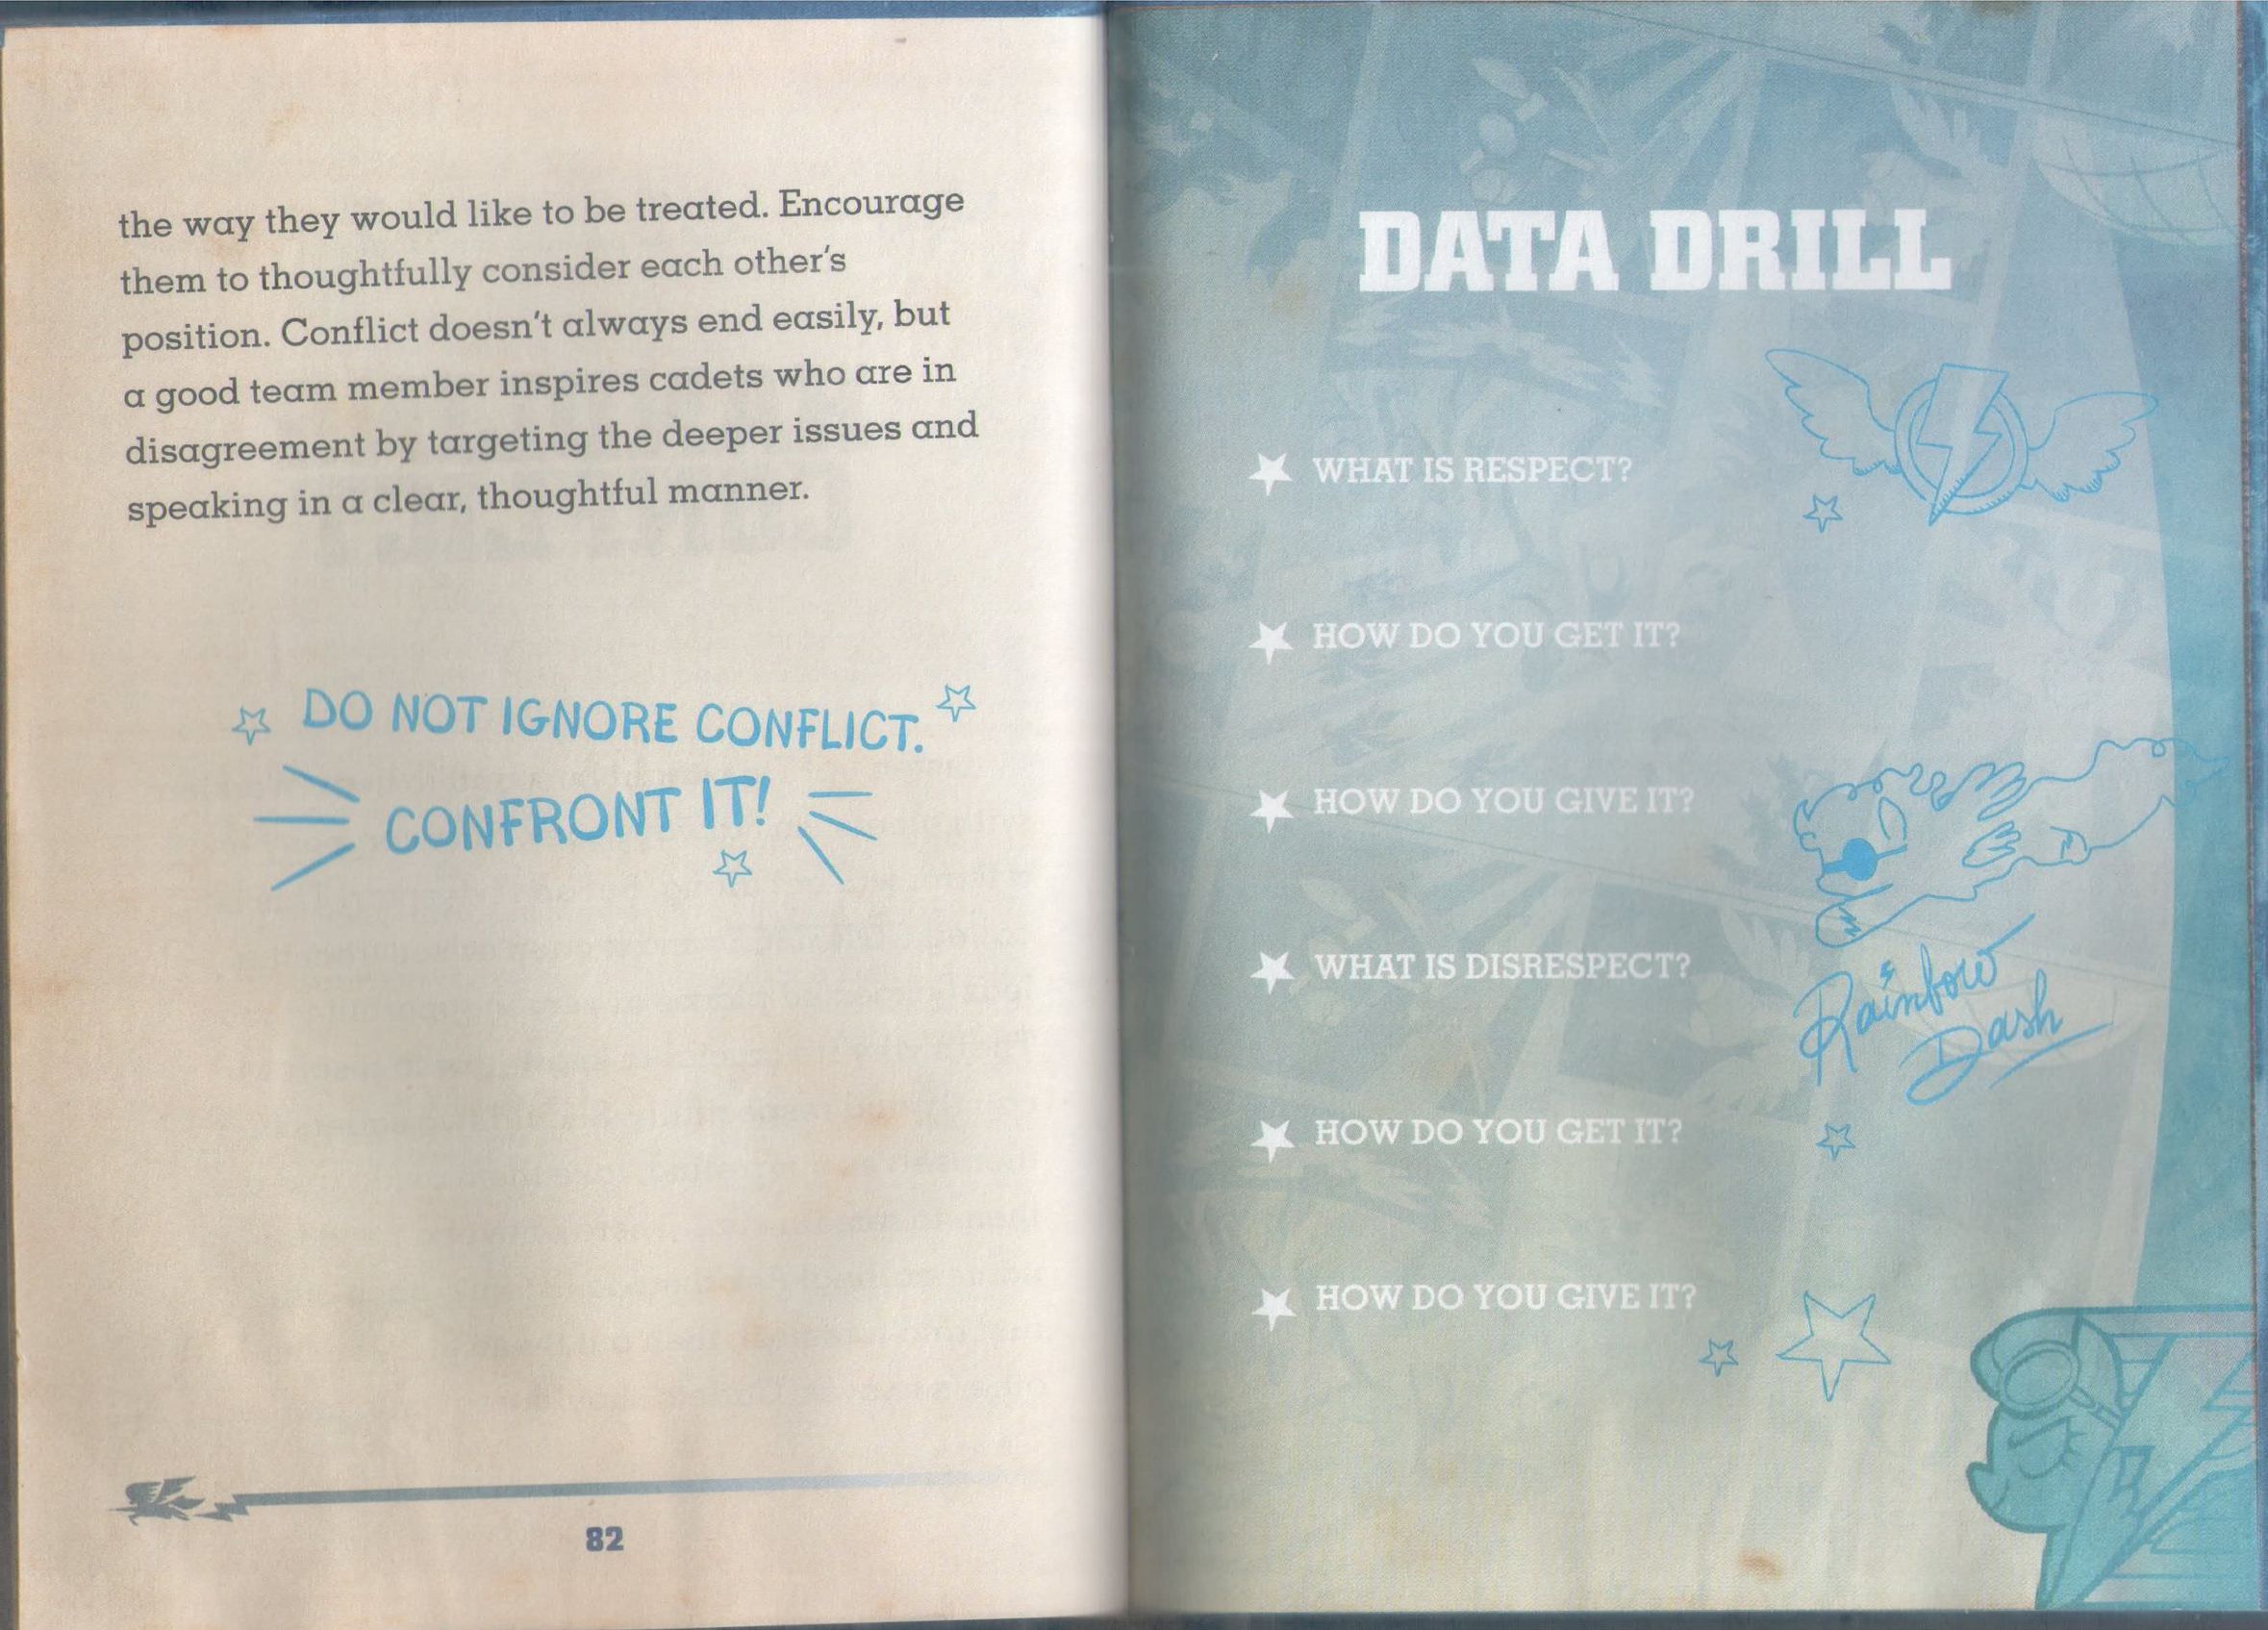 the way they would like to be treated. Encourage
them to thoughtfully consider each other's
position. Conflict doesn't always end easily, but
a good team member inspires cadets who are in
disagreement by targeting the deeper issues and
speaking in a clear, thoughtful manner.
DO NOT IGNORE CONFLICT.
CONFRONT IT!
82
DATA DRILL
WHAT IS RESPECT?
HOW DO YOU GET IT?
HOW DO YOU GIVE IT?
WHAT IS DISRESPECT?
Rainbow
Dash
HOW DO YOU GET IT?
HOW DO YOU GIVE IT?